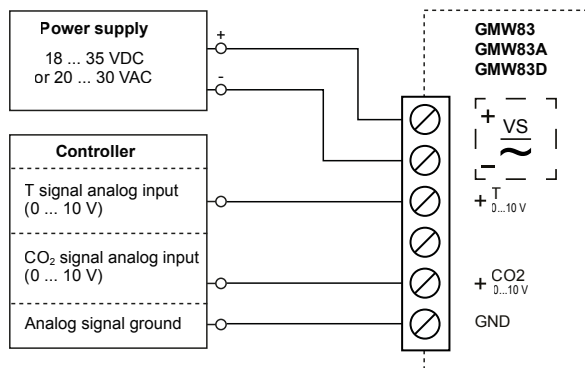 Power supply
18 ... 35 VDC
or 20 ... 30 VAC
+
-
Controller
T signal analog input
(0 ... 10 V)
CO₂ signal analog input
(0 ... 10 V)
Analog signal ground
GMW83
GMW83A
GMW83D
+
VS
~
−
+ T
0...10 V
+ CO2
0...10 V
GND